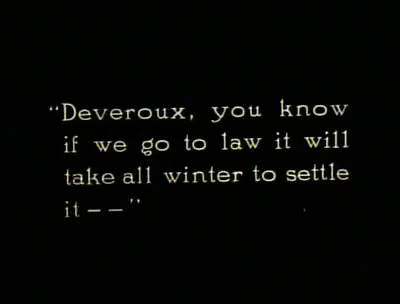 "Deveroux, you know
if we go to law it will
take all winter to settle
it — —"